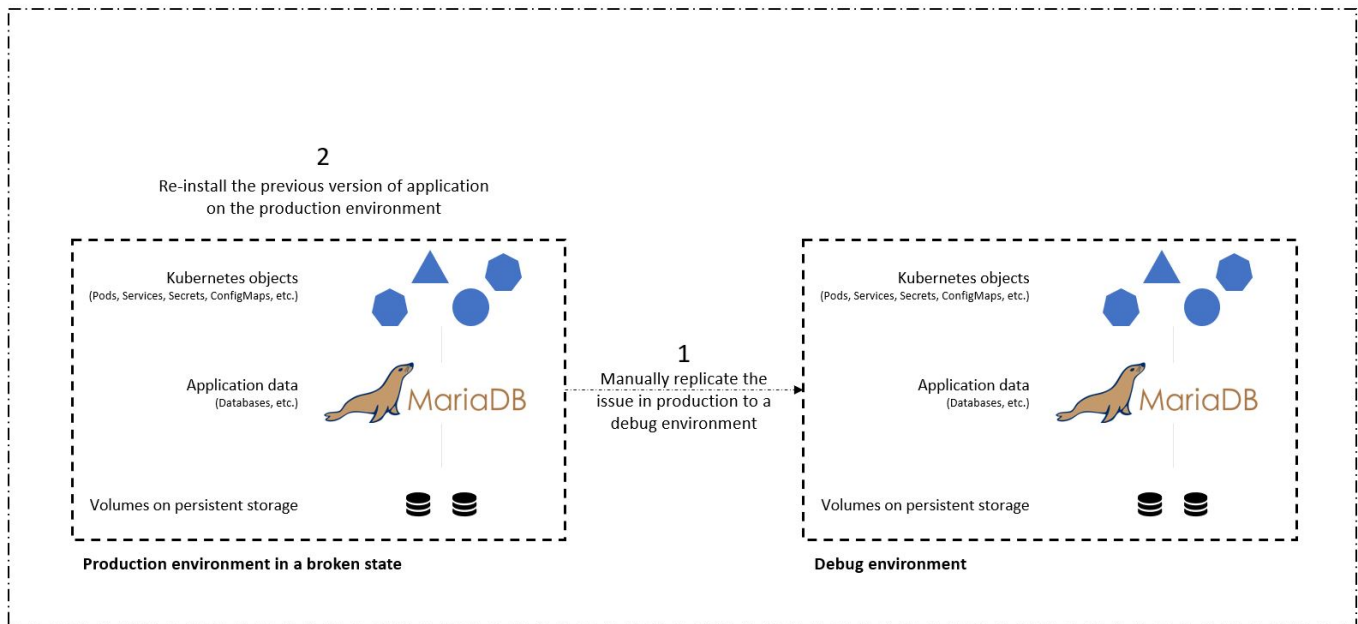 2
Re-install the previous version of application
on the production environment
Kubernetes objects
(Pods, Services, Secrets, ConfigMaps, etc.)
Application data
(Databases, etc.)
MariaDB
Volumes on persistent storage
Production environment in a broken state
1
Manually replicate the
issue in production to a
debug environment
Kubernetes objects
(Pods, Services, Secrets, ConfigMaps, etc.)
Application data
(Databases, etc.)
MariaDB
Volumes on persistent storage
Debug environment